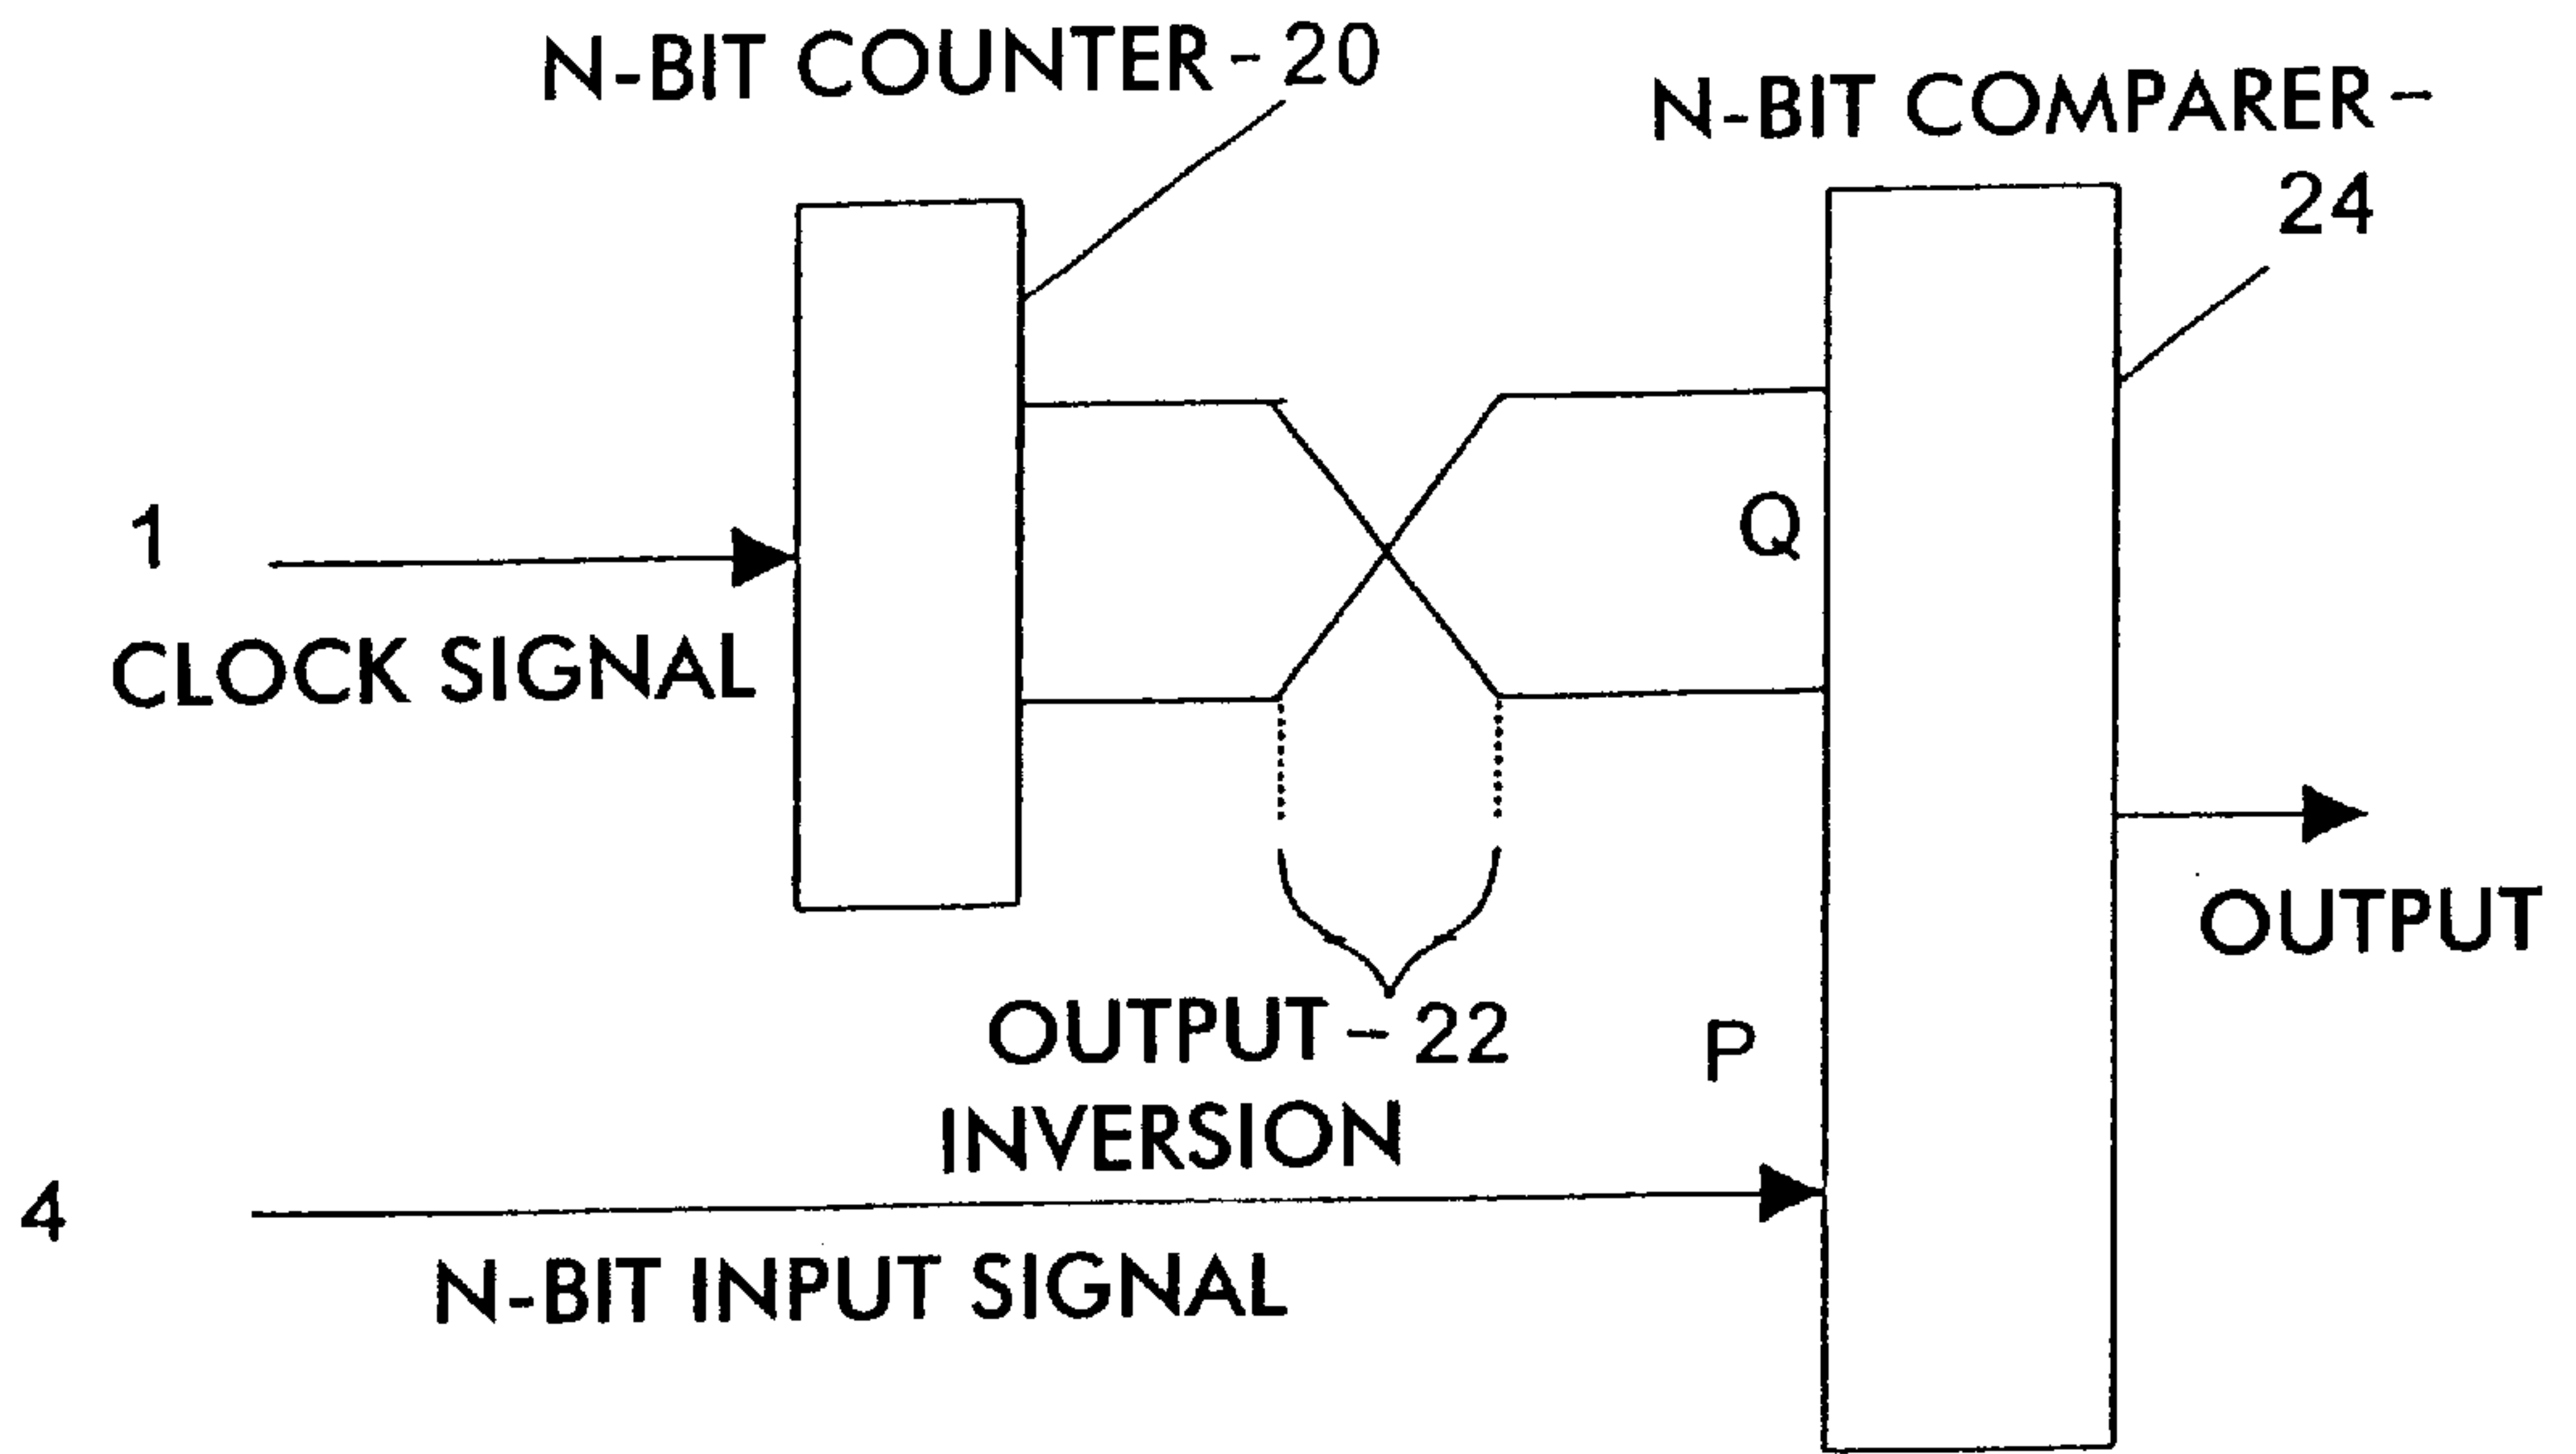 N-BIT COUNTER - 20
N-BIT COMPARER -
24
1
CLOCK SIGNAL
Q
OUTPUT
OUTPUT - 22
INVERSION
P
4
N-BIT INPUT SIGNAL